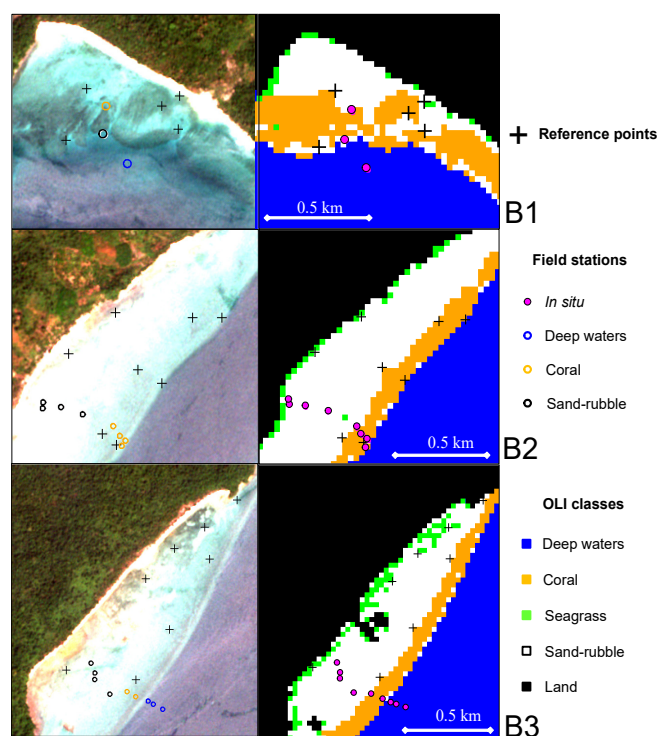 Reference points
0.5 km
B1
Field stations
In situ
Deep waters
Coral
Sand-rubble
0.5 km
B2
OLI classes
Deep waters
Coral
Seagrass
Sand-rubble
Land
0.5 km
B3